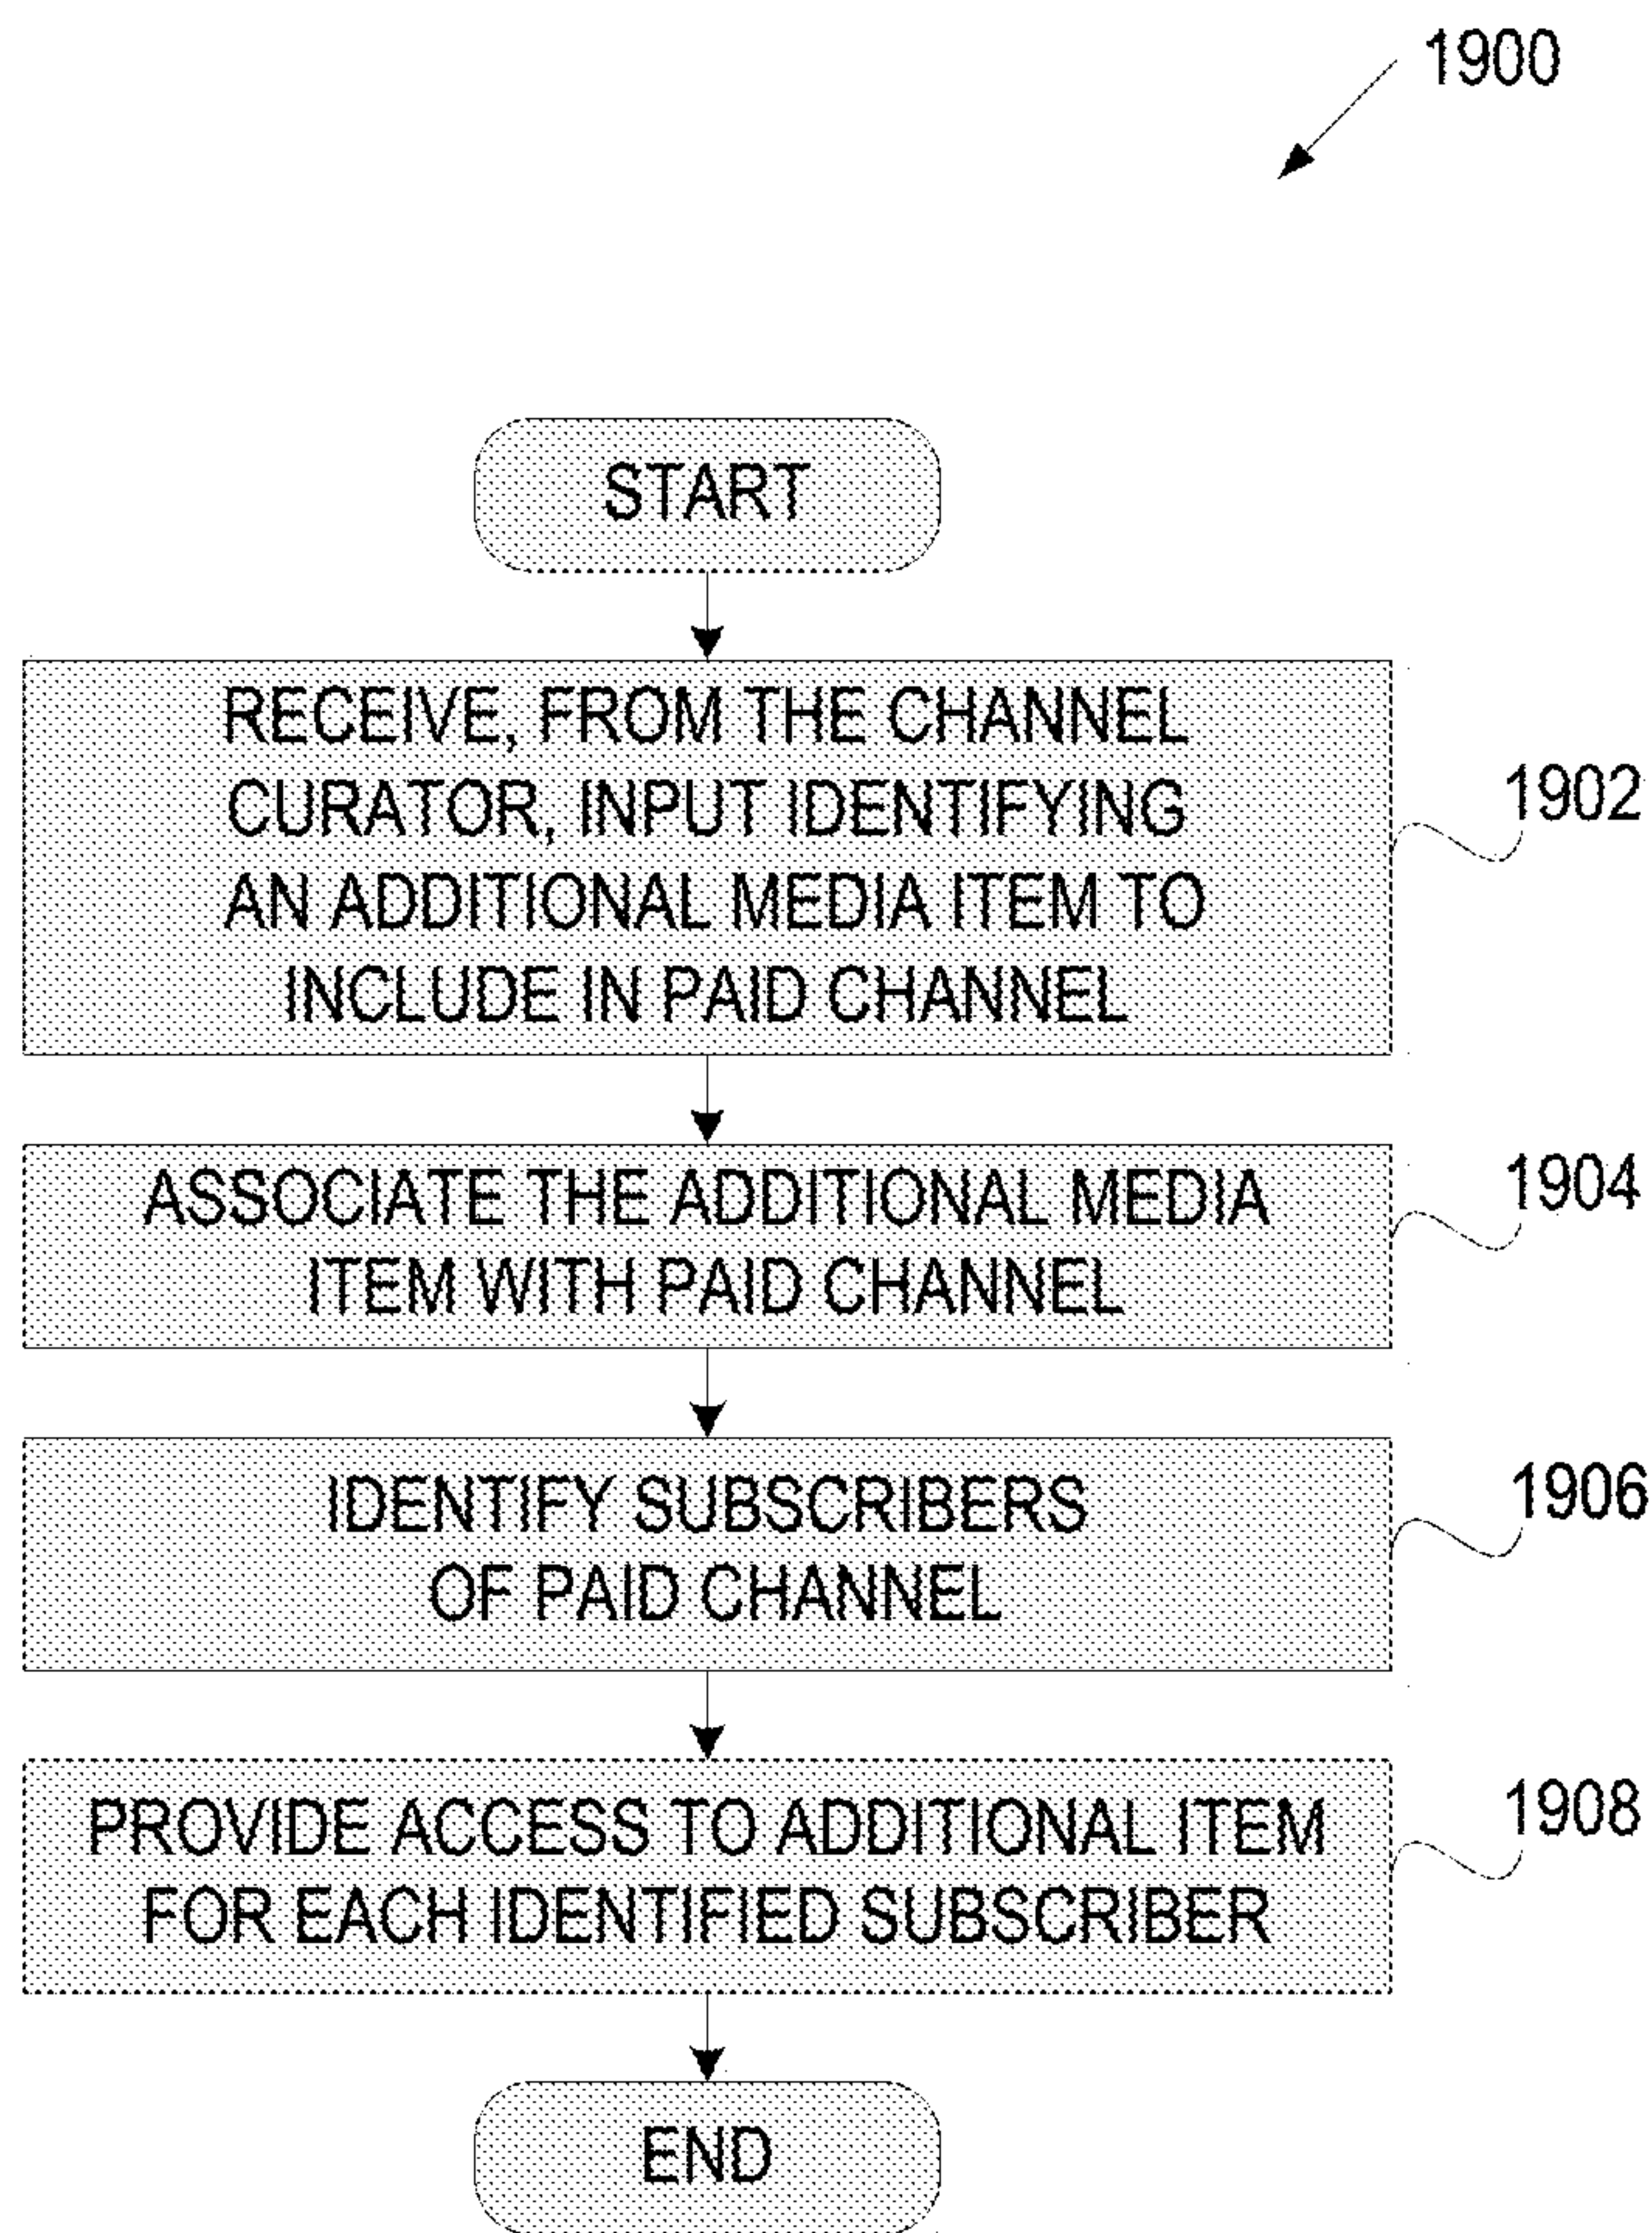 1900
START
RECEIVE, FROM THE CHANNEL
CURATOR, INPUT IDENTIFYING
AN ADDITIONAL MEDIA ITEM TO
INCLUDE IN PAID CHANNEL
1902
ASSOCIATE THE ADDITIONAL MEDIA
ITEM WITH PAID CHANNEL
1904
IDENTIFY SUBSCRIBERS
OF PAID CHANNEL
1906
PROVIDE ACCESS TO ADDITIONAL ITEM
FOR EACH IDENTIFIED SUBSCRIBER
1908
END